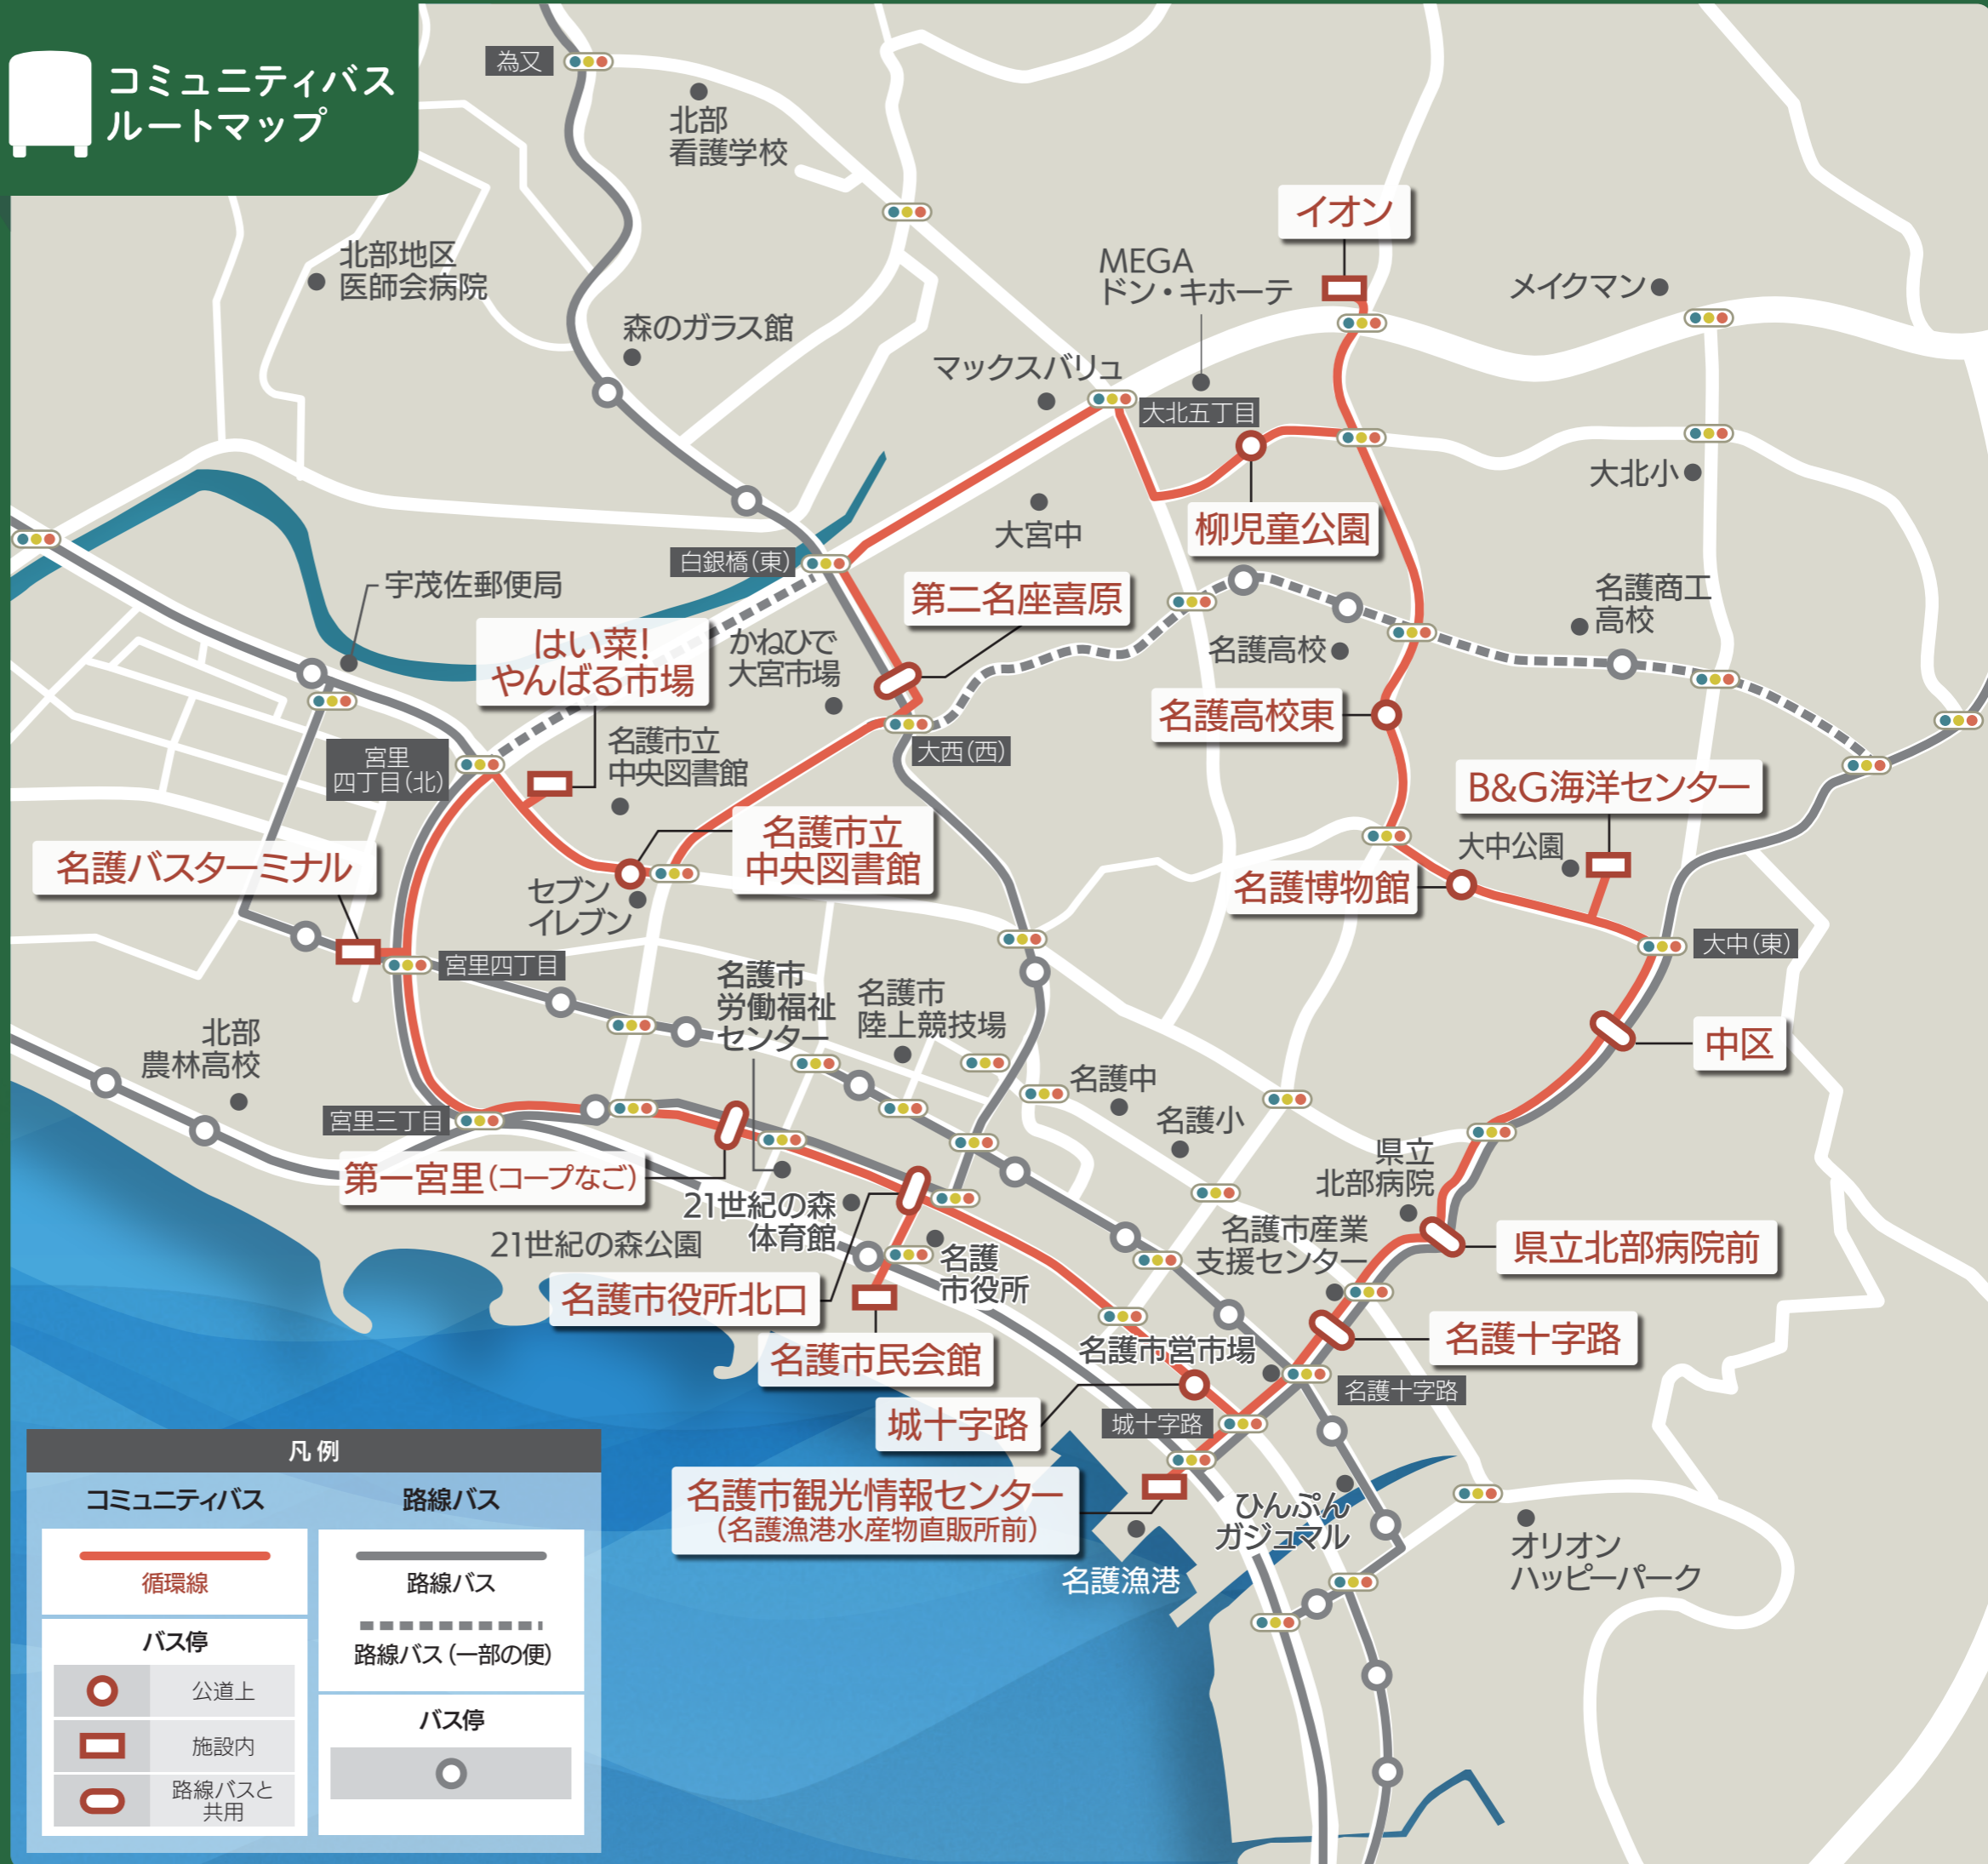 コミュニティバス
ルートマップ
為又
北部
看護学校
イオン
北部地区
医師会病院
MEGA
ドン・キホーテ
メイクマン
森のガラス館
マックスバリュ
大北五丁目
大北小
柳児童公園
大宮中
白銀橋(東)
宇茂佐郵便局
第二名座喜原
名護商工
高校
はい菜!
やんばる市場
かねひで
大宮市場
名護高校
名護高校東
宮里
四丁目(北)
名護市立
中央図書館
大西(西)
B&G海洋センター
名護市立
中央図書館
大中公園
名護バスターミナル
セブン
イレブン
名護博物館
大中(東)
宮里四丁目
名護市
労働福祉
センター
名護市
陸上競技場
北部
農林高校
中区
名護中
宮里三丁目
名護小
県立
北部病院
第一宮里(コープなご)
21世紀の森
体育館
21世紀の森公園
名護市産業
支援センター
県立北部病院前
名護
市役所
名護市役所北口
名護十字路
名護市民会館
名護市営市場
名護十字路
城十字路
城十字路
名護市観光情報センター
(名護漁港水産物直販所前)
ひんぷん
ガジュマル
オリオン
ハッピーパーク
名護漁港
凡例
コミュニティバス
循環線
バス停
公道上
施設内
路線バスと
共用
路線バス
路線バス
路線バス(一部の便)
バス停